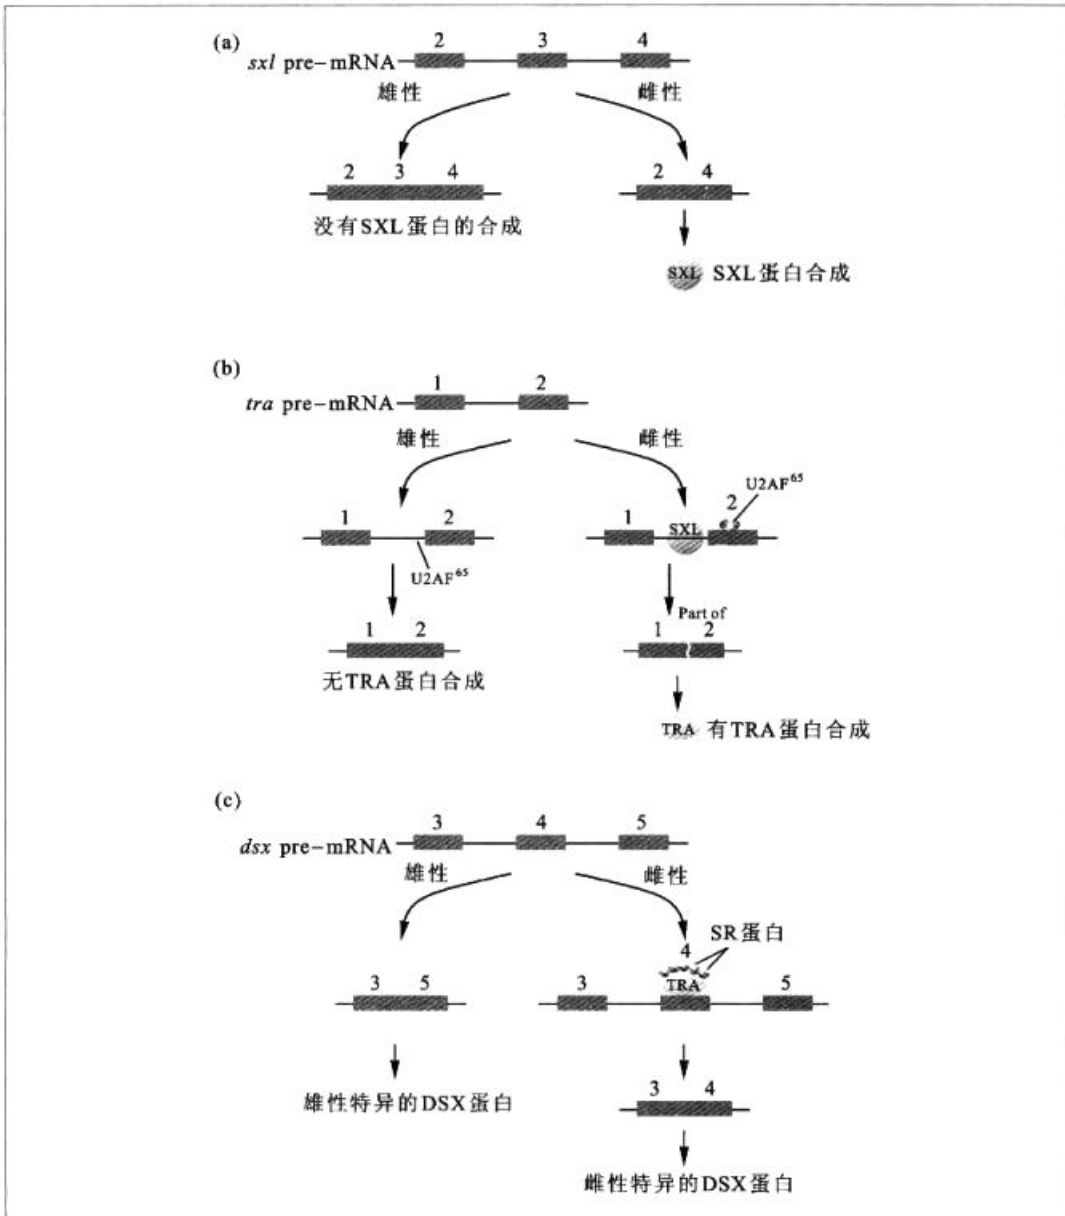 (a)
sxl pre-mRNA
2 3 4
雄性 雌性
2 3 4
2 4
没有SXL蛋白的合成
SXL SXL蛋白合成
(b)
tra pre-mRNA
1 2
雄性 雌性
1 2
U2AF65
1 SXL 2
U2AF65
1 2
Part of
1 2
无TRA蛋白合成
TRA 有TRA蛋白合成
(c)
dsx pre-mRNA
3 4 5
雄性 雌性
SR蛋白
3 5
3 4 5
TRA
雄性特异的DSX蛋白
3 4
雌性特异的DSX蛋白